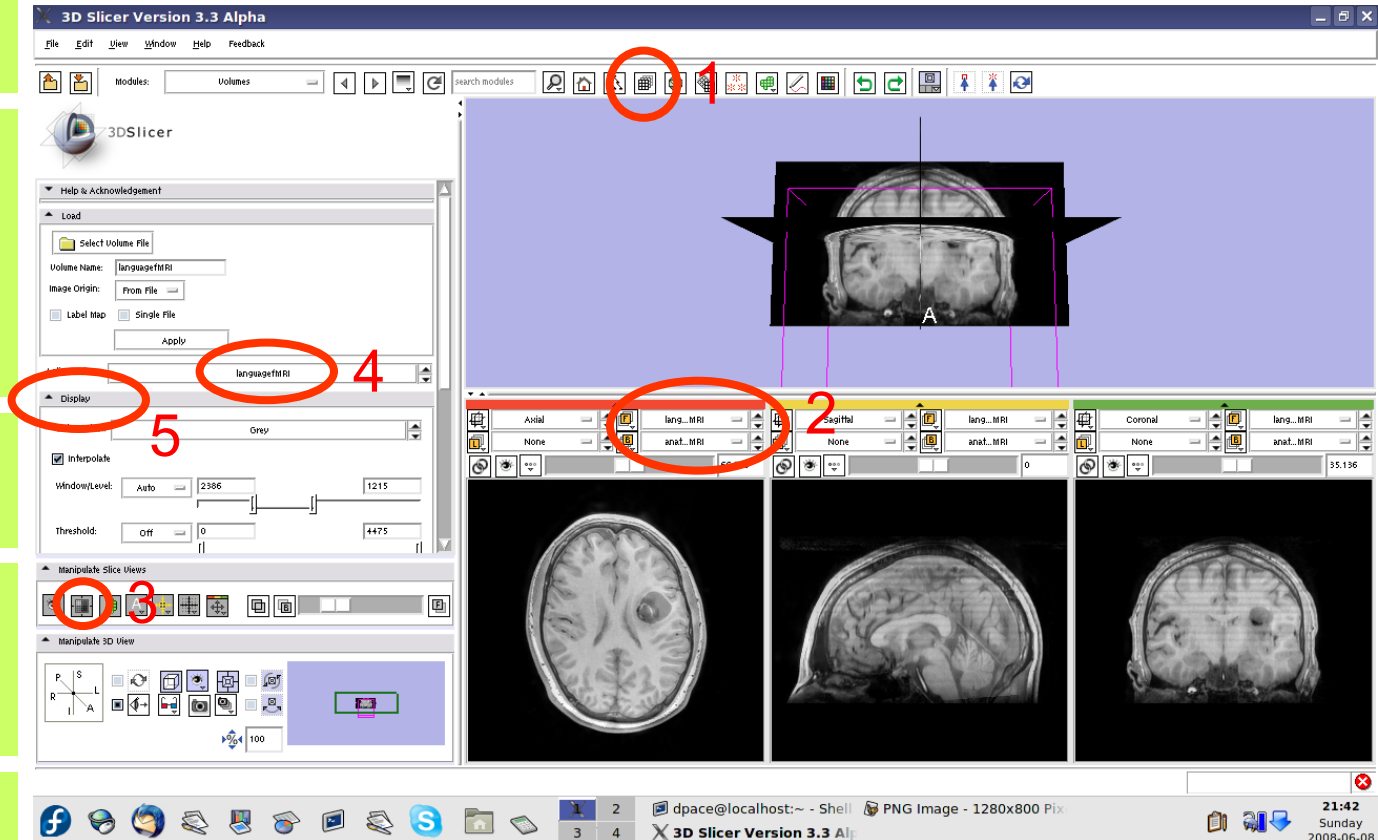 3D Slicer Version 3.3 Alpha
File Edit View Window Help Feedback
Modules: Volumes search modules
1
3DSlicer
Help & Acknowledgement
Load
Select Volume File
Volume Name: languagefMRI
Image Origin: From File
Label Map Single File
Apply
languagefMRI
4
Display
Grey
5
Interpolate
Window/Level: Auto 2386 1215
Threshold: Off 0 4475
Manipulate Slice Views
3
Manipulate 3D View
P S
R L
I A
100
A
2
Axial lang...MRI Sagittal lang...MRI Coronal lang...MRI
None anat...MRI None anat...MRI None anat...MRI
0 35.136
1 2 dpace@localhost:~ - Shell PNG Image - 1280x800 Pix
3 4 3D Slicer Version 3.3 Alp
21:42
Sunday
2008-06-08